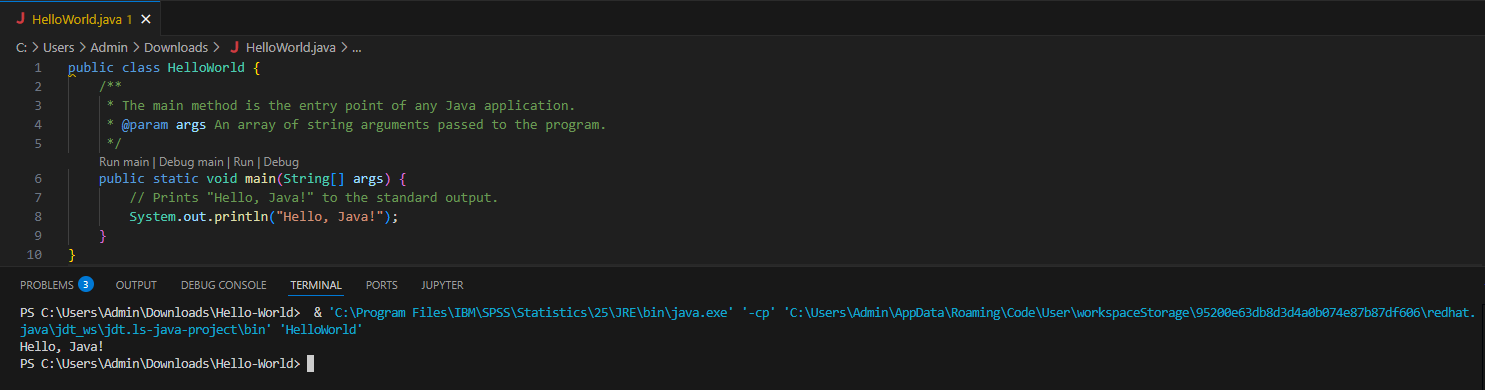 J HelloWorld.java 1 ×
C: > Users > Admin > Downloads > J HelloWorld.java > ...
1 public class HelloWorld {
2 /**
3 * The main method is the entry point of any Java application.
4 * @param args An array of string arguments passed to the program.
5 */
Run main | Debug main | Run | Debug
6 public static void main(String[] args) {
7 // Prints "Hello, Java!" to the standard output.
8 System.out.println("Hello, Java!");
9 }
10 }
PROBLEMS 3 OUTPUT DEBUG CONSOLE TERMINAL PORTS JUPYTER
PS C:\Users\Admin\Downloads\Hello-World> & 'C:\Program Files\IBM\SPSS\Statistics\25\JRE\bin\java.exe' '-cp' 'C:\Users\Admin\AppData\Roaming\Code\User\workspaceStorage\95200e63db8d3d4a0b074e87b87df606\redhat.
java\jdt_ws\jdt.ls-java-project\bin' 'HelloWorld'
Hello, Java!
PS C:\Users\Admin\Downloads\Hello-World>